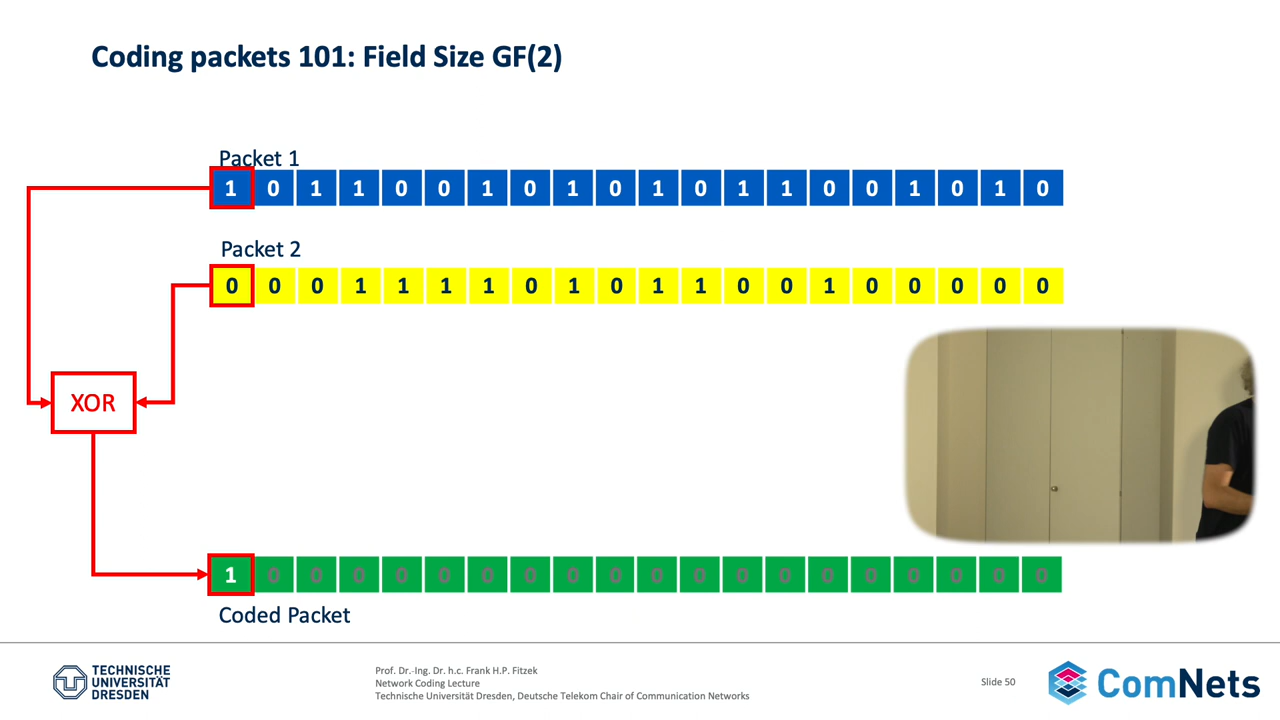 Coding packets 101: Field Size GF(2)
Packet 1
1 0 1 1 0 0 1 0 1 0 1 0 1 1 0 0 1 0 1 0
Packet 2
0 0 0 1 1 1 1 0 1 0 1 1 0 0 1 0 0 0 0 0
XOR
1 0 0 0 0 0 0 0 0 0 0 0 0 0 0 0 0 0 0 0
Coded Packet
TECHNISCHE
UNIVERSITÄT
DRESDEN
Prof. Dr.-Ing. Dr. h.c. Frank H.P. Fitzek
Network Coding Lecture
Technische Universität Dresden, Deutsche Telekom Chair of Communication Networks
Slide 50
ComNets